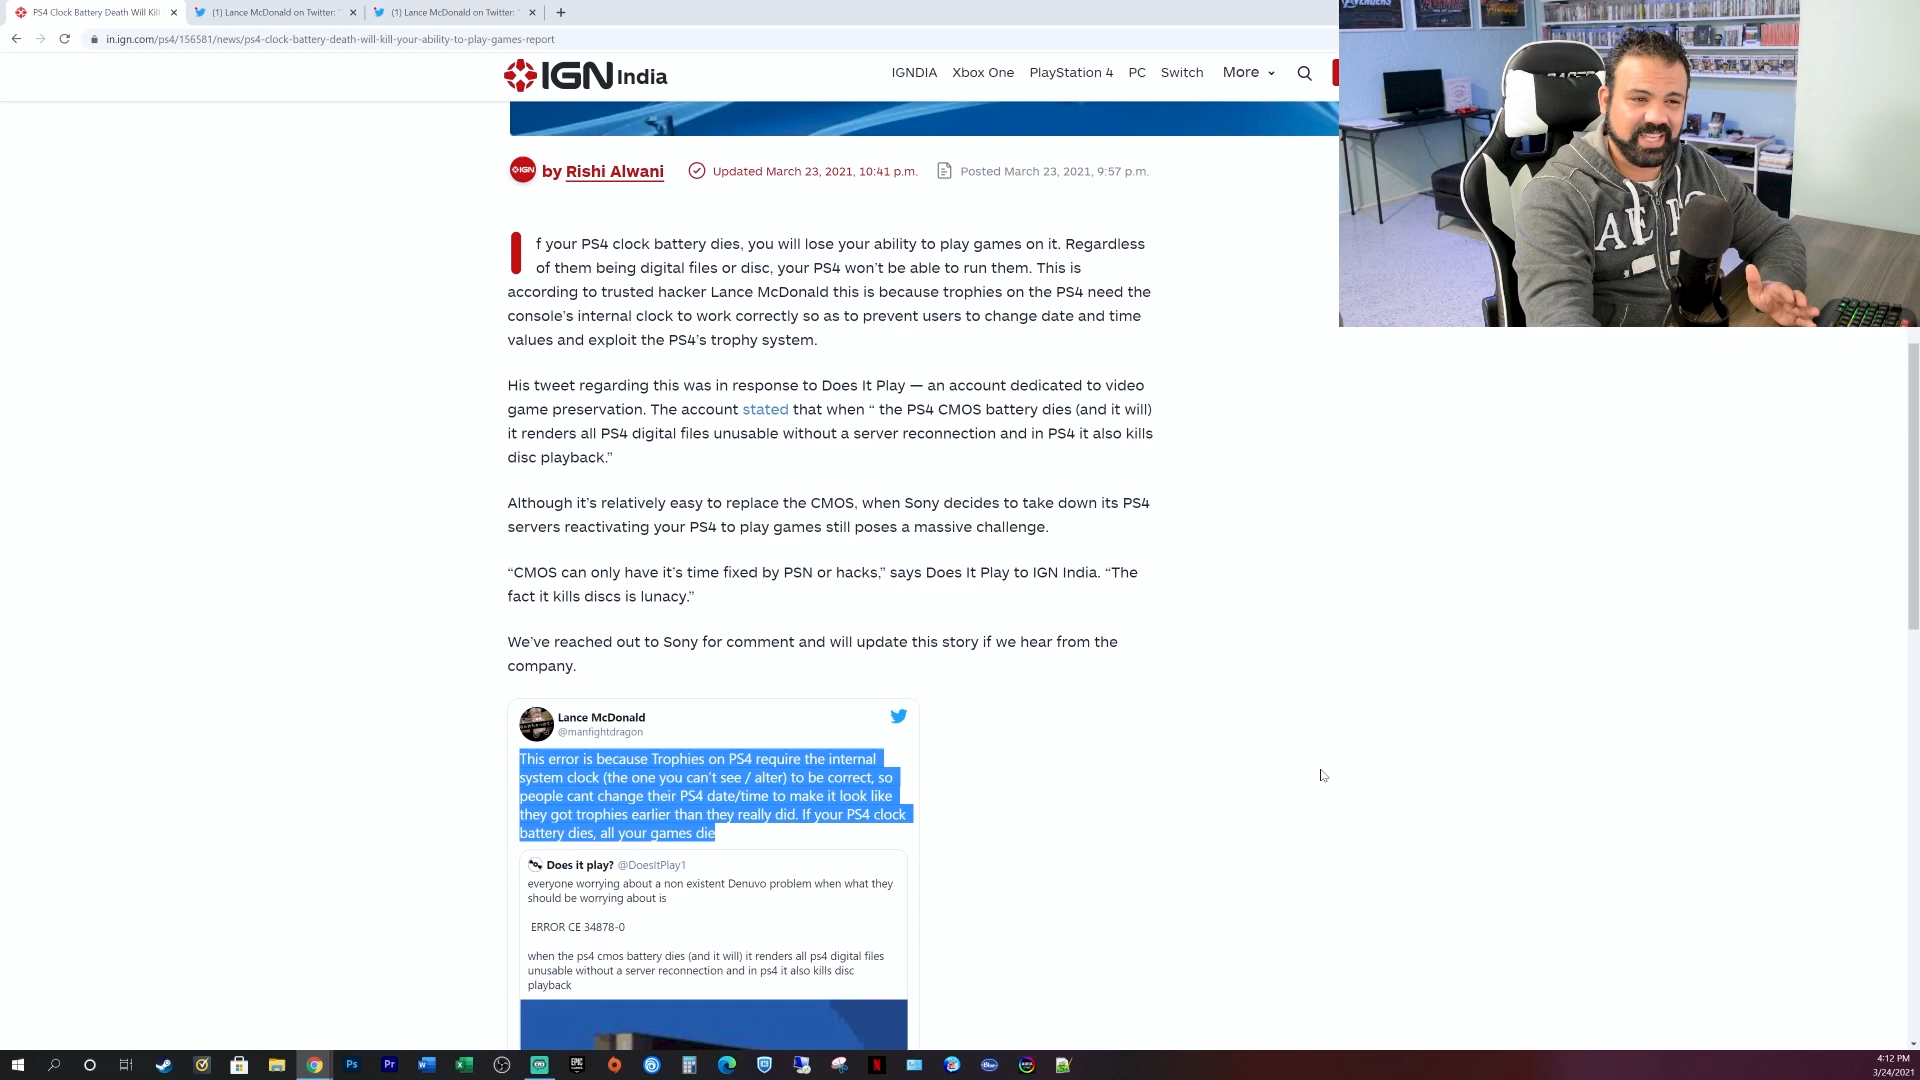 PS4 Clock Battery Death Will Kil
(1) Lance McDonald on Twitter: "
(1) Lance McDonald on Twitter: "
in.ign.com/ps4/156581/news/ps4-clock-battery-death-will-kill-your-ability-to-play-games-report
IGN India
IGNDIA Xbox One PlayStation 4 PC Switch More
by Rishi Alwani Updated March 23, 2021, 10:41 p.m. Posted March 23, 2021, 9:57 p.m.
If your PS4 clock battery dies, you will lose your ability to play games on it. Regardless
of them being digital files or disc, your PS4 won't be able to run them. This is
according to trusted hacker Lance McDonald this is because trophies on the PS4 need the
console's internal clock to work correctly so as to prevent users to change date and time
values and exploit the PS4's trophy system.
His tweet regarding this was in response to Does It Play — an account dedicated to video
game preservation. The account stated that when “ the PS4 CMOS battery dies (and it will)
it renders all PS4 digital files unusable without a server reconnection and in PS4 it also kills
disc playback.”
Although it's relatively easy to replace the CMOS, when Sony decides to take down its PS4
servers reactivating your PS4 to play games still poses a massive challenge.
“CMOS can only have it's time fixed by PSN or hacks,” says Does It Play to IGN India. “The
fact it kills discs is lunacy.”
We've reached out to Sony for comment and will update this story if we hear from the
company.
Lance McDonald
@manfightdragon
This error is because Trophies on PS4 require the internal
system clock (the one you can't see / alter) to be correct, so
people cant change their PS4 date/time to make it look like
they got trophies earlier than they really did. If your PS4 clock
battery dies, all your games die
Does it play? @DoesItPlay1
everyone worrying about a non existent Denuvo problem when what they
should be worrying about is
ERROR CE 34878-0
when the ps4 cmos battery dies (and it will) it renders all ps4 digital files
unusable without a server reconnection and in ps4 it also kills disc
playback
4:12 PM
3/24/2021